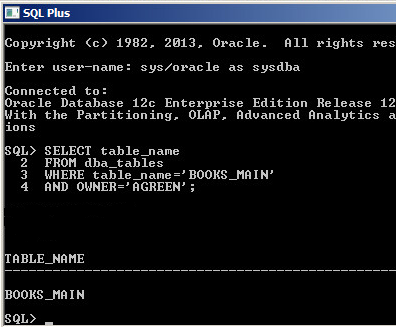 SQL Plus
Copyright (c) 1982, 2013, Oracle.  All rights res
Enter user-name: sys/oracle as sysdba
Connected to:
Oracle Database 12c Enterprise Edition Release 12
With the Partitioning, OLAP, Advanced Analytics a
ions
SQL> SELECT table_name
  2  FROM dba_tables
  3  WHERE table_name='BOOKS_MAIN'
  4  AND OWNER='AGREEN';
TABLE_NAME
--------------------------------------------------
BOOKS_MAIN
SQL> _